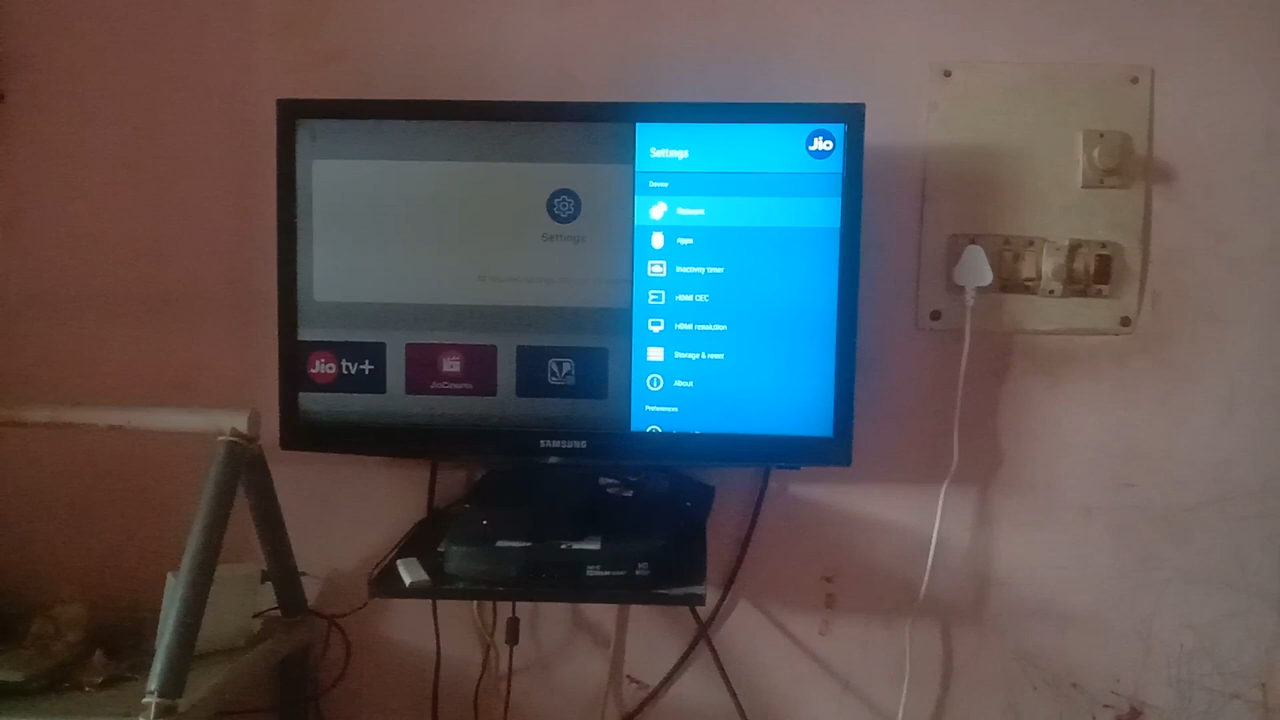 Settings
Jio
Device
Network
Apps
Inactivity timer
HDMI CEC
HDMI resolution
Storage & reset
About
Preferences
Settings
Jio tv+
JioCinema
SAMSUNG
HD